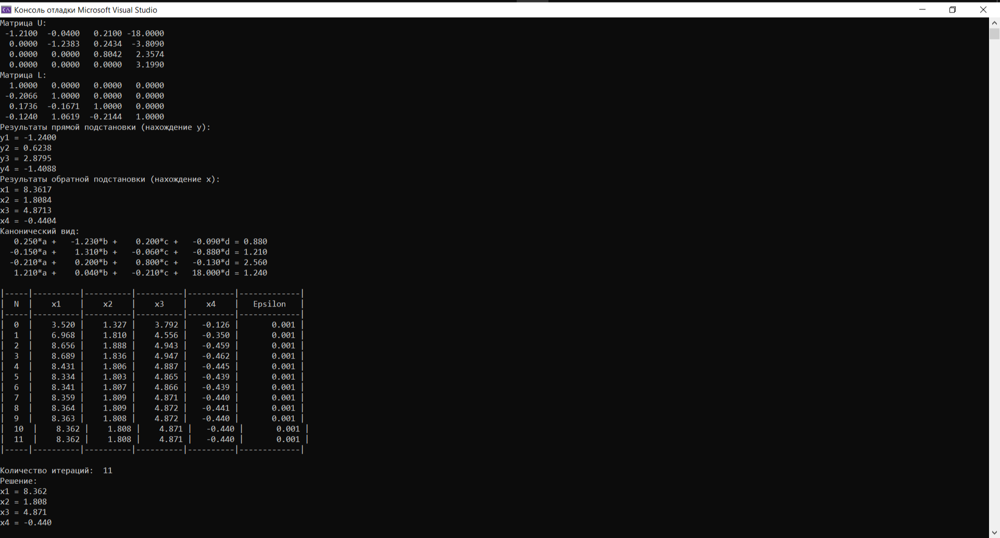 Консоль отладки Microsoft Visual Studio
Матрица U:
 -1.2100  -0.0400   0.2100 -18.0000
  0.0000  -1.2383   0.2434  -3.8090
  0.0000   0.0000   0.8042   2.3574
  0.0000   0.0000   0.0000   3.1990
Матрица L:
  1.0000   0.0000   0.0000   0.0000
 -0.2066   1.0000   0.0000   0.0000
  0.1736  -0.1671   1.0000   0.0000
 -0.1240   1.0619  -0.2144   1.0000
Результаты прямой подстановки (нахождение y):
y1 = -1.2400
y2 = 0.6238
y3 = 2.8795
y4 = -1.4088
Результаты обратной подстановки (нахождение x):
x1 = 8.3617
x2 = 1.8084
x3 = 4.8713
x4 = -0.4404
Канонический вид:
   0.250*a +   -1.230*b +    0.200*c +   -0.090*d = 0.880
  -0.150*a +    1.310*b +   -0.060*c +   -0.880*d = 1.210
  -0.210*a +    0.200*b +    0.800*c +   -0.130*d = 2.560
   1.210*a +    0.040*b +   -0.210*c +   18.000*d = 1.240
|-----|----------|----------|----------|----------|-------------|
|  N  |    x1    |    x2    |    x3    |    x4    |   Epsilon   |
|-----|----------|----------|----------|----------|-------------|
|  0  |    3.520 |    1.327 |    3.792 |   -0.126 |       0.001 |
|  1  |    6.968 |    1.810 |    4.556 |   -0.350 |       0.001 |
|  2  |    8.656 |    1.888 |    4.943 |   -0.459 |       0.001 |
|  3  |    8.689 |    1.836 |    4.947 |   -0.462 |       0.001 |
|  4  |    8.431 |    1.806 |    4.887 |   -0.445 |       0.001 |
|  5  |    8.334 |    1.803 |    4.865 |   -0.439 |       0.001 |
|  6  |    8.341 |    1.807 |    4.866 |   -0.439 |       0.001 |
|  7  |    8.359 |    1.809 |    4.871 |   -0.440 |       0.001 |
|  8  |    8.364 |    1.809 |    4.872 |   -0.441 |       0.001 |
|  9  |    8.363 |    1.808 |    4.872 |   -0.440 |       0.001 |
|  10  |    8.362 |    1.808 |    4.871 |   -0.440 |       0.001 |
|  11  |    8.362 |    1.808 |    4.871 |   -0.440 |       0.001 |
|-----|----------|----------|----------|----------|-------------|
Количество итераций:  11
Решение:
x1 = 8.362
x2 = 1.808
x3 = 4.871
x4 = -0.440